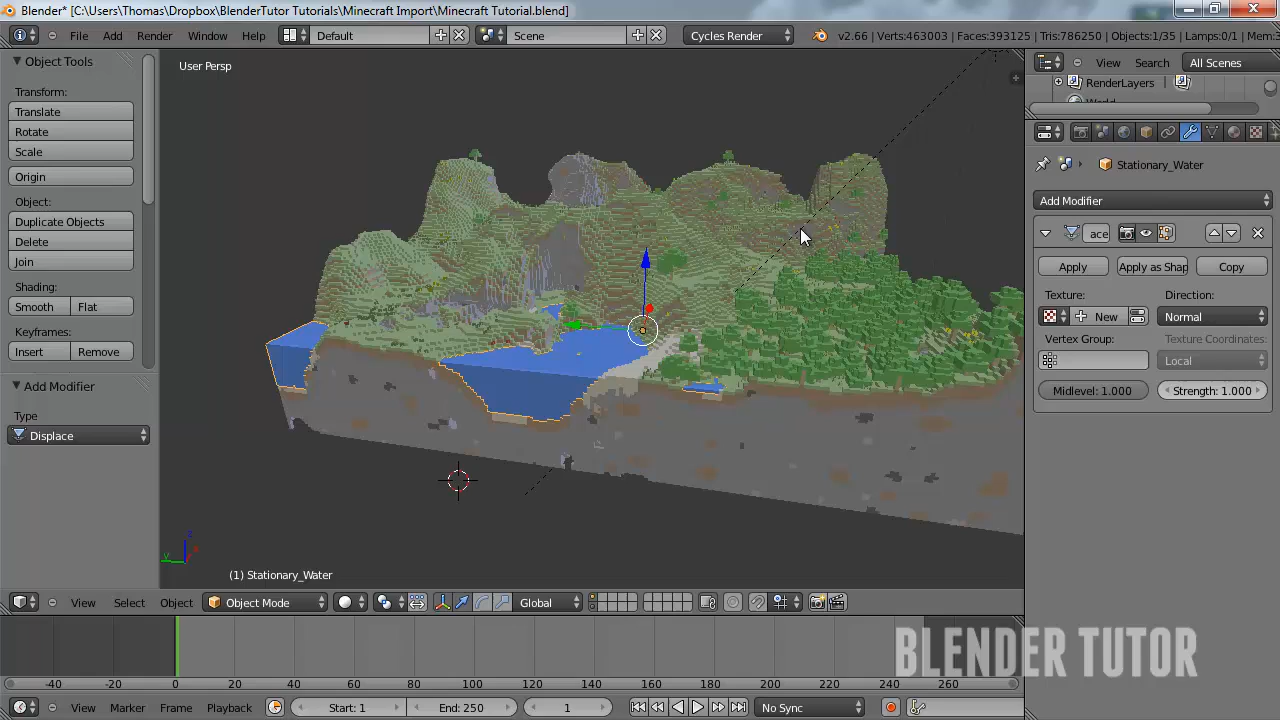 Blender* [C:\Users\Thomas\Dropbox\BlenderTutor Tutorials\Minecraft Import\Minecraft Tutorial.blend]
File Add Render Window Help Default Scene Cycles Render v2.66 | Verts:463003 | Faces:393125 | Tris:786250 | Objects:1/35 | Lamps:0/1 | Mem:
Object Tools
Transform:
Translate
Rotate
Scale
Origin
Object:
Duplicate Objects
Delete
Join
Shading:
Smooth Flat
Keyframes:
Insert Remove
Add Modifier
Type
Displace
User Persp
z
y
x
(1) Stationary_Water
View Search All Scenes
RenderLayers
World
Stationary_Water
Add Modifier
ace
Apply Apply as Shap Copy
Texture: Direction:
New Normal
Vertex Group: Texture Coordinates:
Local
Midlevel: 1.000 Strength: 1.000
View Select Object Object Mode Global
BLENDER TUTOR
-40 -20 0 20 40 60 80 100 120 140 160 180 200 220 240 260
View Marker Frame Playback Start: 1 End: 250 1 No Sync